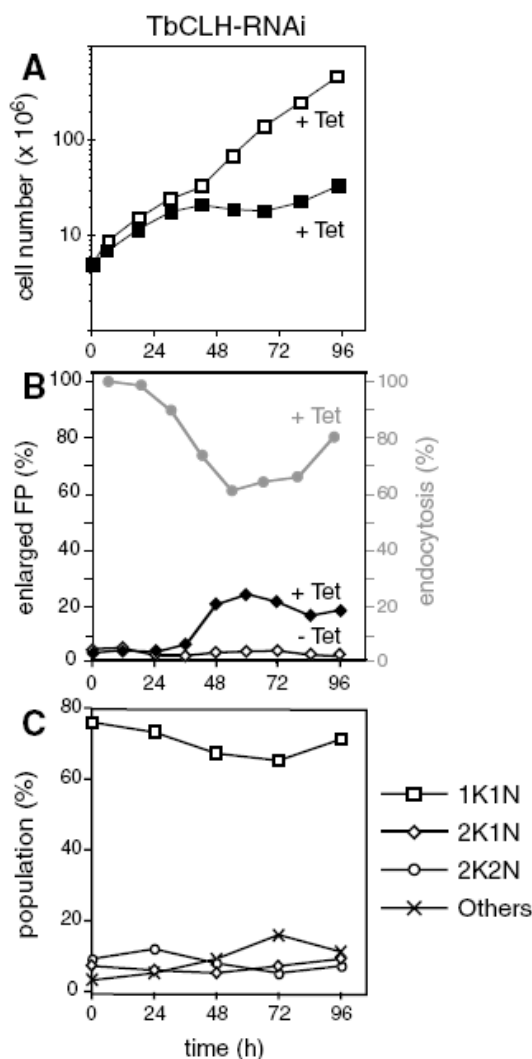 TbCLH-RNAi
A
cell number (x 10⁶)
100
10
+ Tet
+ Tet
0 24 48 72 96
B
enlarged FP (%)
100
80
60
40
20
0
+ Tet
+ Tet
- Tet
100
80
60
40
20
0
endocytosis (%)
0 24 48 72 96
C
population (%)
80
60
40
20
0
0 24 48 72 96
time (h)
1K1N
2K1N
2K2N
Others